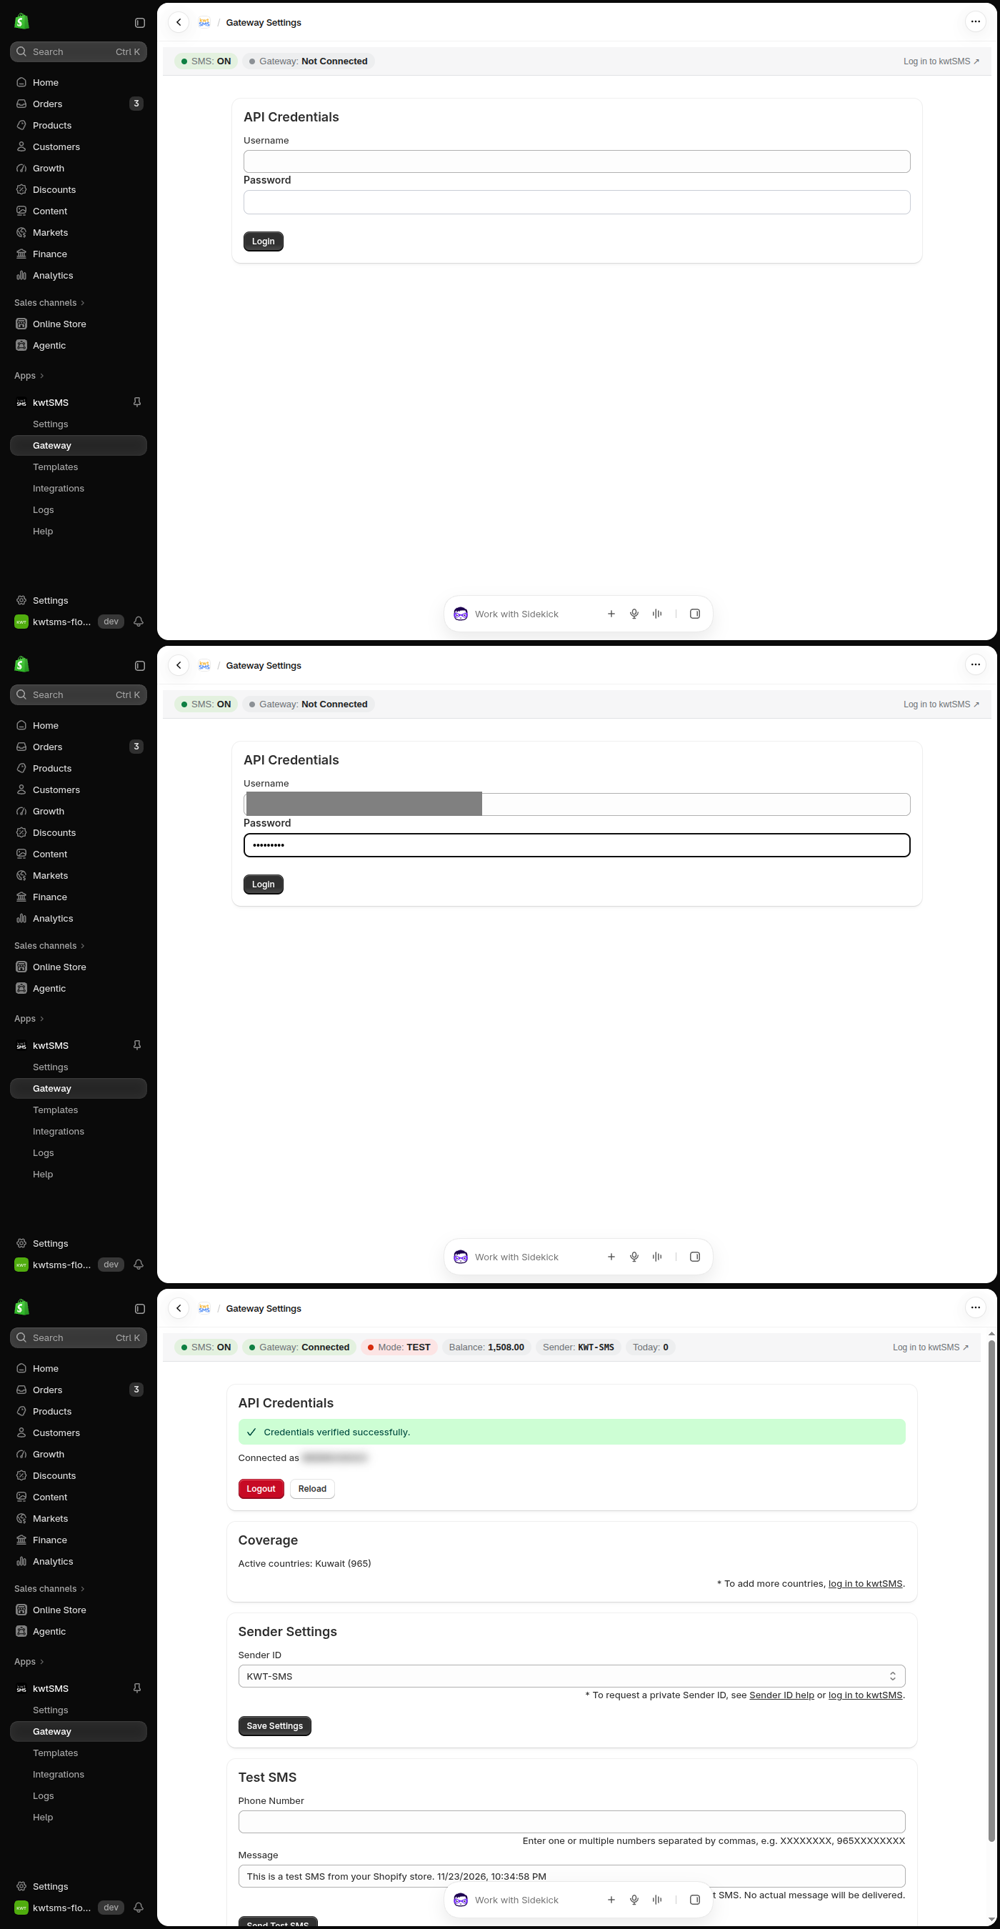 Search Ctrl K
Home
Orders 3
Products
Customers
Growth
Discounts
Content
Markets
Finance
Analytics
Sales channels
Online Store
Agentic
Apps
kwtSMS
Settings
Gateway
Templates
Integrations
Logs
Help
Settings
kwtsms-flo... dev
/ Gateway Settings
SMS: ON Gateway: Not Connected Log in to kwtSMS ↗
API Credentials
Username
Password
Login
Work with Sidekick
Search Ctrl K
Home
Orders 3
Products
Customers
Growth
Discounts
Content
Markets
Finance
Analytics
Sales channels
Online Store
Agentic
Apps
kwtSMS
Settings
Gateway
Templates
Integrations
Logs
Help
Settings
kwtsms-flo... dev
/ Gateway Settings
SMS: ON Gateway: Not Connected Log in to kwtSMS ↗
API Credentials
Username
Password
•••••••••
Login
Work with Sidekick
Search Ctrl K
Home
Orders 3
Products
Customers
Growth
Discounts
Content
Markets
Finance
Analytics
Sales channels
Online Store
Agentic
Apps
kwtSMS
Settings
Gateway
Templates
Integrations
Logs
Help
Settings
kwtsms-flo... dev
/ Gateway Settings
SMS: ON Gateway: Connected Mode: TEST Balance: 1,508.00 Sender: KWT-SMS Today: 0 Log in to kwtSMS ↗
API Credentials
Credentials verified successfully.
Connected as
Logout Reload
Coverage
Active countries: Kuwait (965)
* To add more countries, log in to kwtSMS.
Sender Settings
Sender ID
KWT-SMS
* To request a private Sender ID, see Sender ID help or log in to kwtSMS.
Save Settings
Test SMS
Phone Number
Enter one or multiple numbers separated by commas, e.g. XXXXXXXX, 965XXXXXXXX
Message
This is a test SMS from your Shopify store. 11/23/2026, 10:34:58 PM
t SMS. No actual message will be delivered.
Send Test SMS
Work with Sidekick